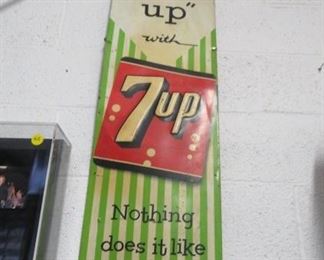 up"
with
7up
Nothing
does it like